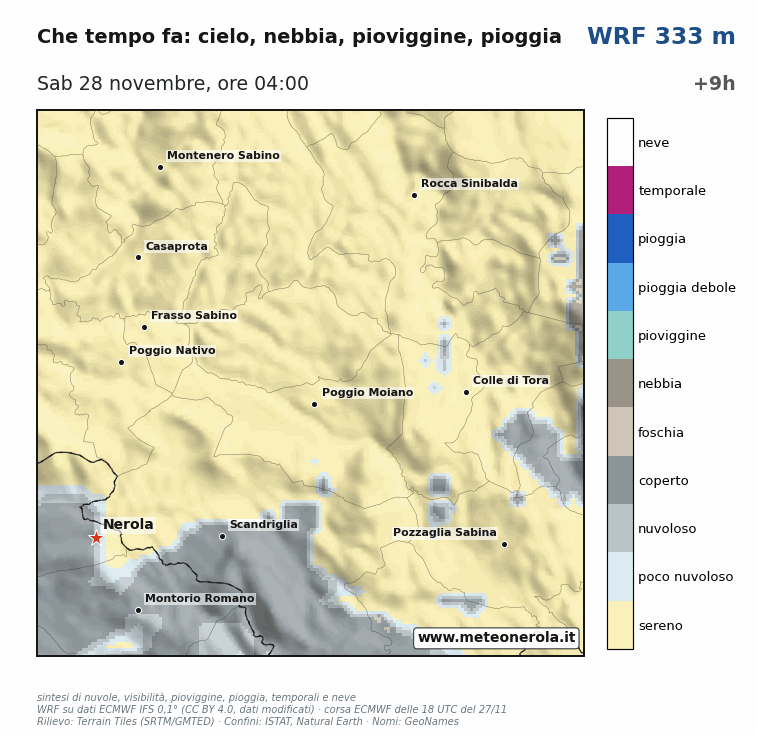 Che tempo fa: cielo, nebbia, pioviggine, pioggia
WRF 333 m
Sab 28 novembre, ore 04:00
+9h
Montenero Sabino
Rocca Sinibalda
Casaprota
Frasso Sabino
Poggio Nativo
Colle di Tora
Poggio Moiano
Nerola
Scandriglia
Pozzaglia Sabina
Montorio Romano
www.meteonerola.it
neve
temporale
pioggia
pioggia debole
pioviggine
nebbia
foschia
coperto
nuvoloso
poco nuvoloso
sereno
sintesi di nuvole, visibilità, pioviggine, pioggia, temporali e neve
WRF su dati ECMWF IFS 0,1° (CC BY 4.0, dati modificati) · corsa ECMWF delle 18 UTC del 27/11
Rilievo: Terrain Tiles (SRTM/GMTED) · Confini: ISTAT, Natural Earth · Nomi: GeoNames